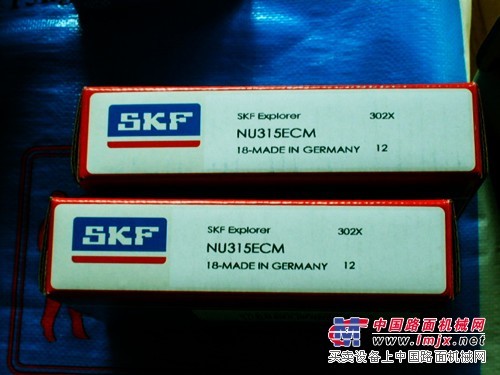 SKF
SKF Explorer 302X
NU315ECM
18-MADE IN GERMANY 12
SKF
SKF Explorer 302X
NU315ECM
18-MADE IN GERMANY 12
中国路面机械网
www.lmjx.net
买卖设备上中国路面机械网